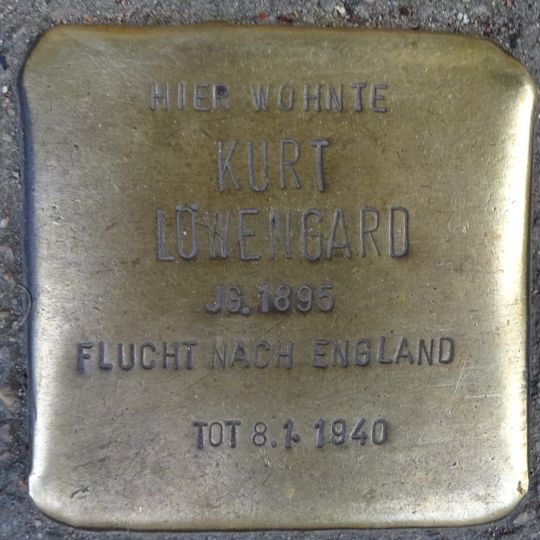 HIER WOHNTE
KURT
LÖWENGARD
JG. 1895
FLUCHT NACH ENGLAND
TOT 8.1. 1940